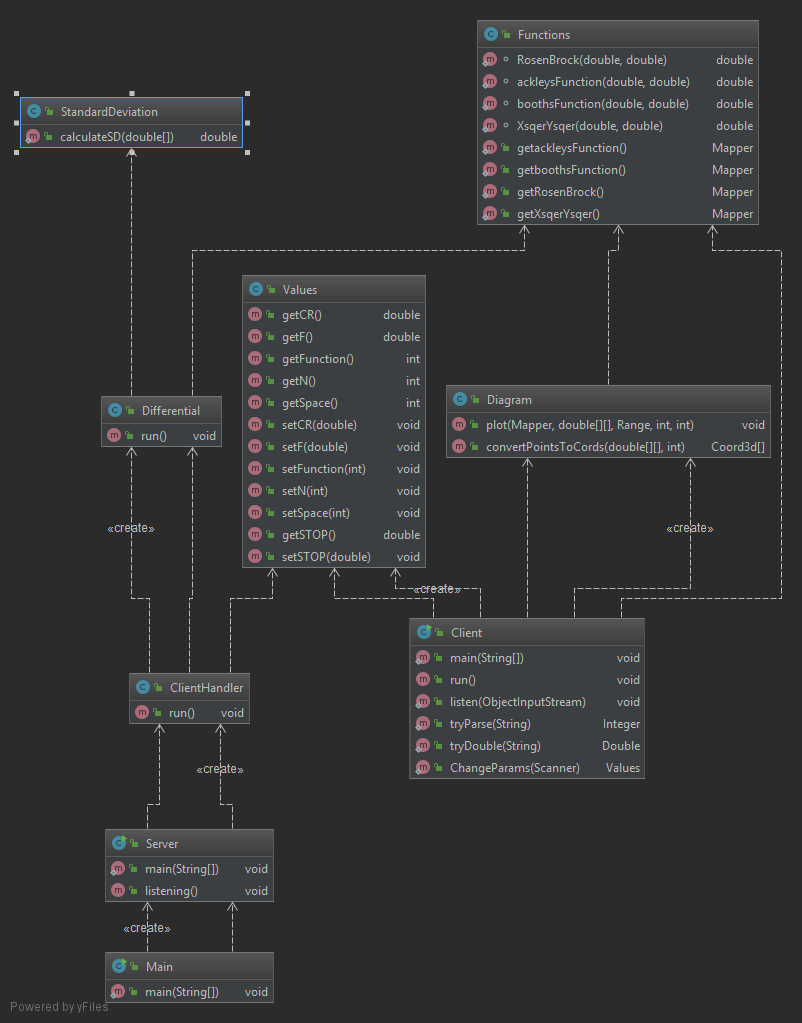 Functions
RosenBrock(double, double) double
ackleysFunction(double, double) double
boothsFunction(double, double) double
XsqerYsqer(double, double) double
getackleysFunction() Mapper
getboothsFunction() Mapper
getRosenBrock() Mapper
getXsqerYsqer() Mapper
StandardDeviation
calculateSD(double[]) double
Values
getCR() double
getF() double
getFunction() int
getN() int
getSpace() int
setCR(double) void
setF(double) void
setFunction(int) void
setN(int) void
setSpace(int) void
getSTOP() double
setSTOP(double) void
Diagram
plot(Mapper, double[][], Range, int, int) void
convertPointsToCords(double[][], int) Coord3d[]
Differential
run() void
«create»
«create»
«create»
Client
main(String[]) void
run() void
listen(ObjectInputStream) void
tryParse(String) Integer
tryDouble(String) Double
ChangeParams(Scanner) Values
ClientHandler
run() void
«create»
Server
main(String[]) void
listening() void
«create»
Main
main(String[]) void
Powered by yFiles